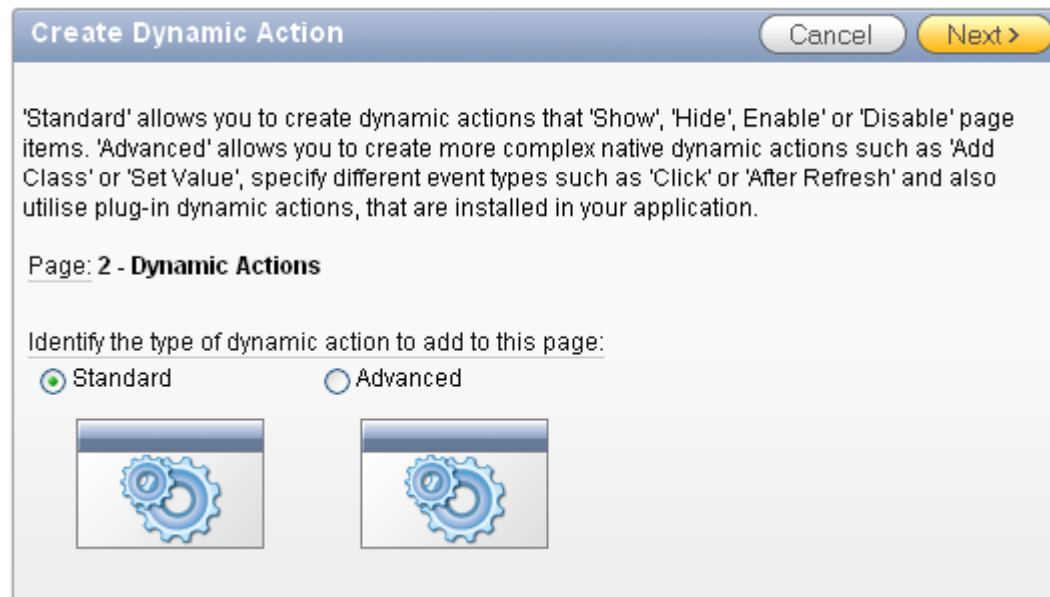 Create Dynamic Action
Cancel
Next >
'Standard' allows you to create dynamic actions that 'Show', 'Hide', Enable' or 'Disable' page
items. 'Advanced' allows you to create more complex native dynamic actions such as 'Add
Class' or 'Set Value', specify different event types such as 'Click' or 'After Refresh' and also
utilise plug-in dynamic actions, that are installed in your application.
Page: 2 - Dynamic Actions
Identify the type of dynamic action to add to this page:
Standard
Advanced